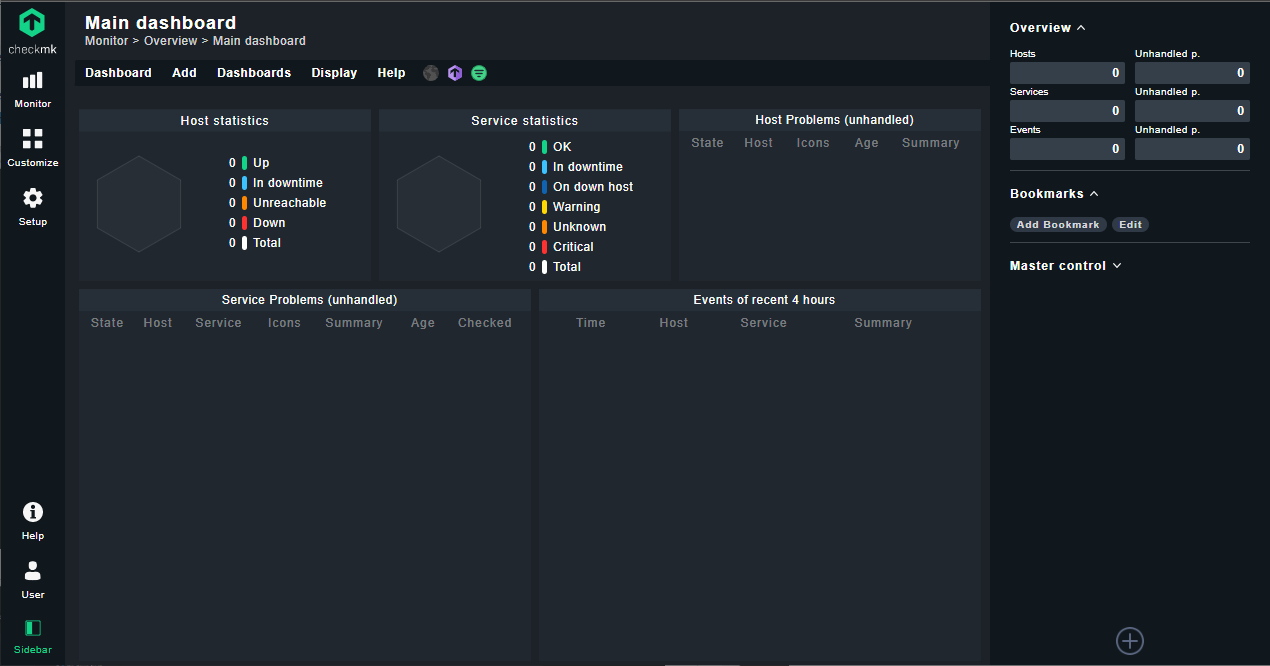 checkmk
Monitor
Customize
Setup
Help
User
Sidebar
Main dashboard
Monitor > Overview > Main dashboard
Dashboard Add Dashboards Display Help
Host statistics
0 Up
0 In downtime
0 Unreachable
0 Down
0 Total
Service statistics
0 OK
0 In downtime
0 On down host
0 Warning
0 Unknown
0 Critical
0 Total
Host Problems (unhandled)
State Host Icons Age Summary
Service Problems (unhandled)
State Host Service Icons Summary Age Checked
Events of recent 4 hours
Time Host Service Summary
Overview
Hosts Unhandled p.
0 0
Services Unhandled p.
0 0
Events Unhandled p.
0 0
Bookmarks
Add Bookmark Edit
Master control